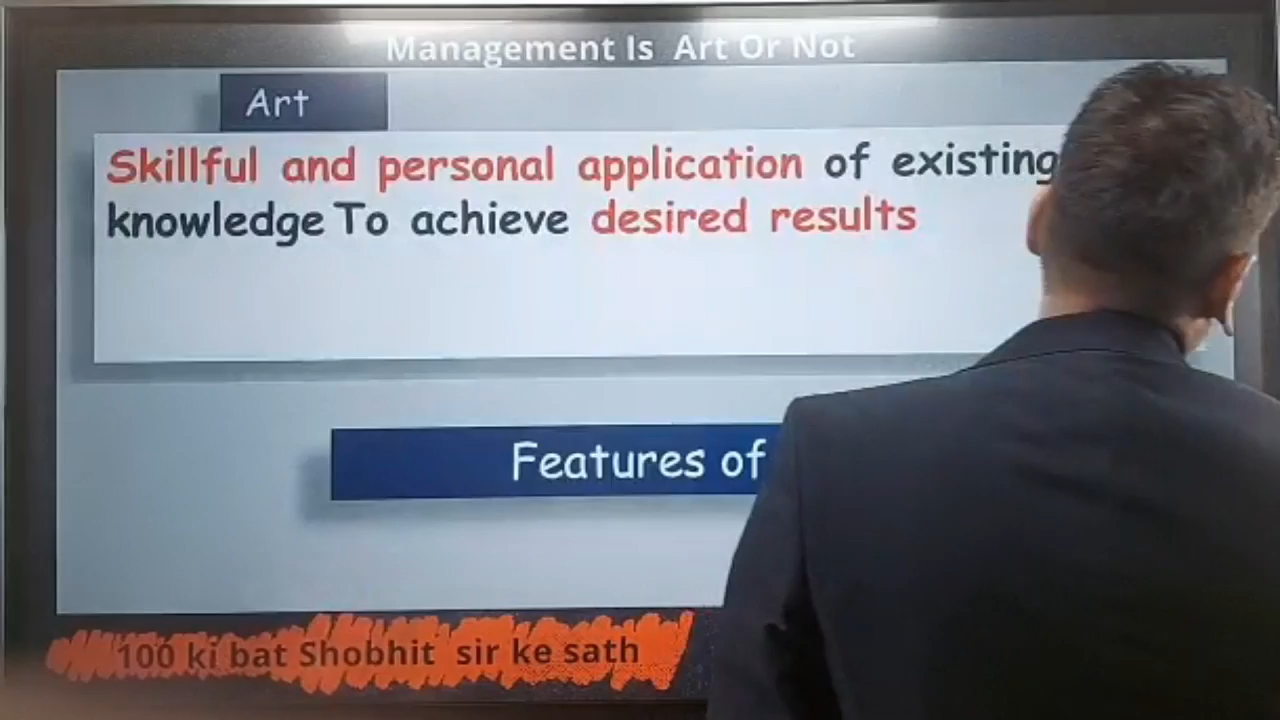 Management Is Art Or Not
Art
Skillful and personal application of existing
knowledge To achieve desired results
Features of
100 ki bat Shobhit sir ke sath